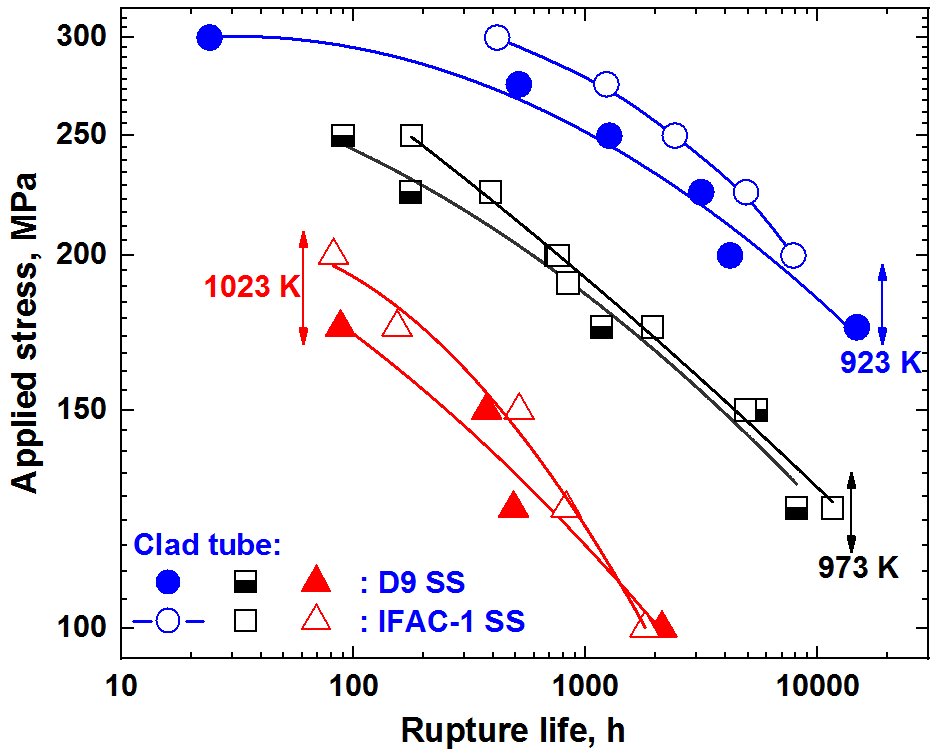 300
250
200
150
100
Applied stress, MPa
1023 K
923 K
973 K
Clad tube:
: D9 SS
: IFAC-1 SS
10 100 1000 10000
Rupture life, h